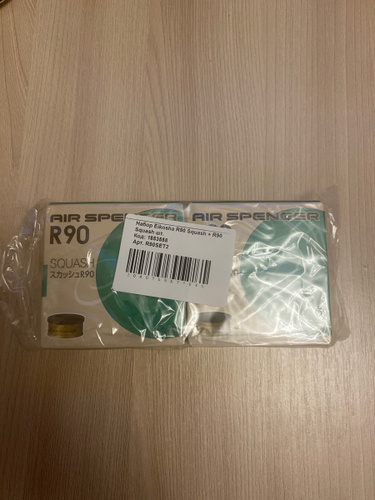 AIR SPENCER
R90
SQUASH
スカッシュR90
Набор Eikosha R90 Squash + R90
Squash шт.
Код: 1553550
Арт. R90SET2
AIR SPENCER